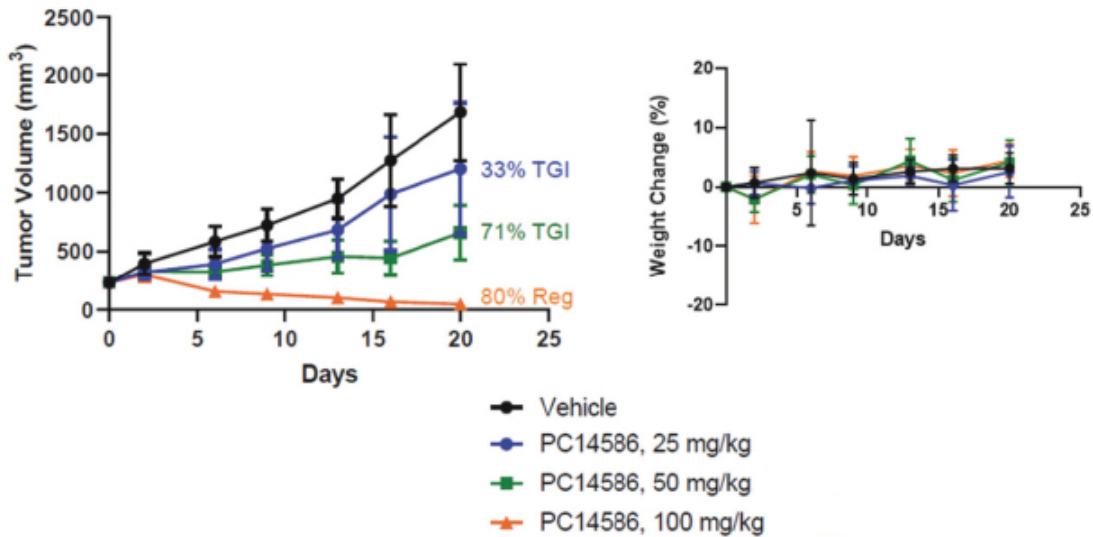 2500
2000
1500
1000
500
0
Tumor Volume (mm³)
33% TGI
71% TGI
80% Reg
0 5 10 15 20 25
Days
20
10
0
-10
-20
Weight Change (%)
5 10 15 20 25
Days
Vehicle
PC14586, 25 mg/kg
PC14586, 50 mg/kg
PC14586, 100 mg/kg